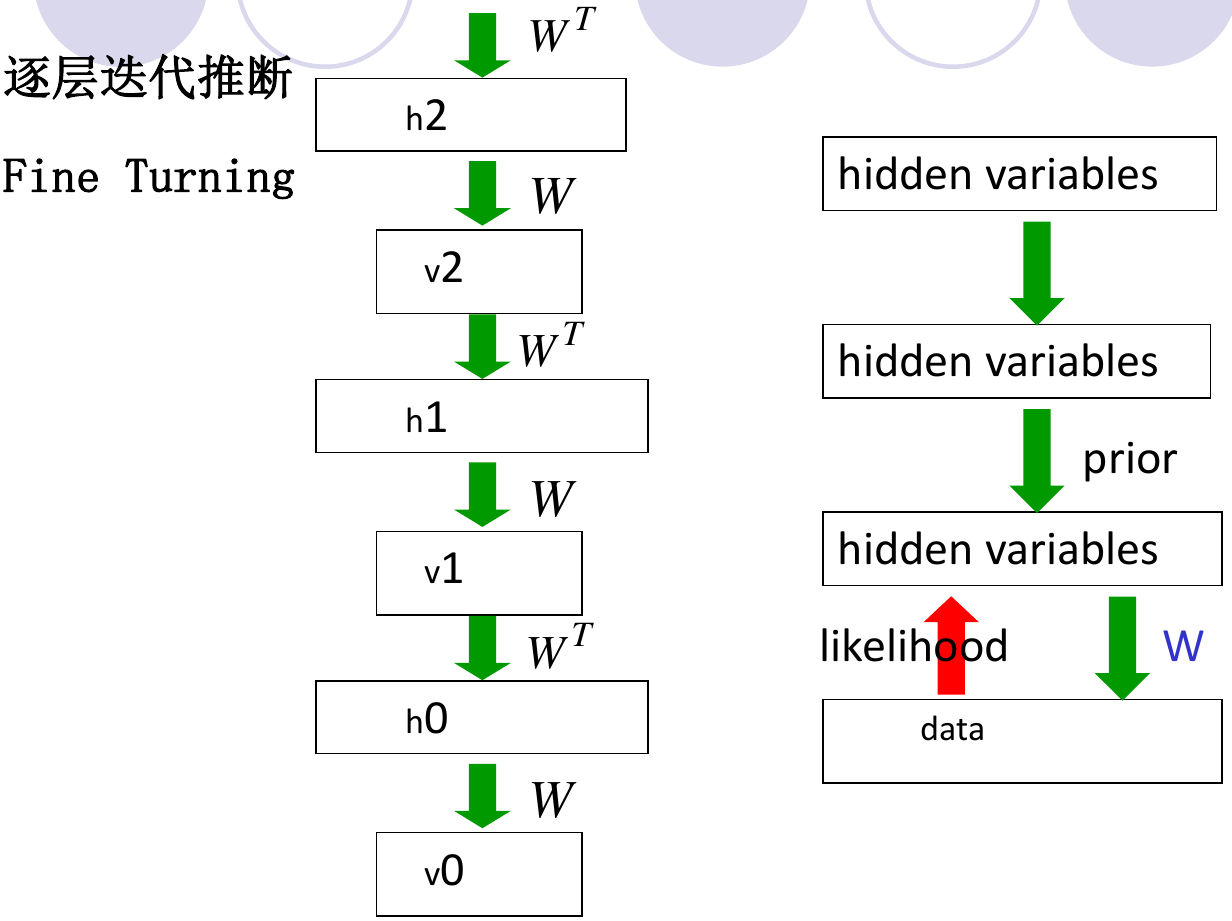 逐层迭代推断
Fine Turning
W^T
h2
W
v2
W^T
h1
W
v1
W^T
h0
W
v0
hidden variables
hidden variables
prior
hidden variables
likelihood
W
data